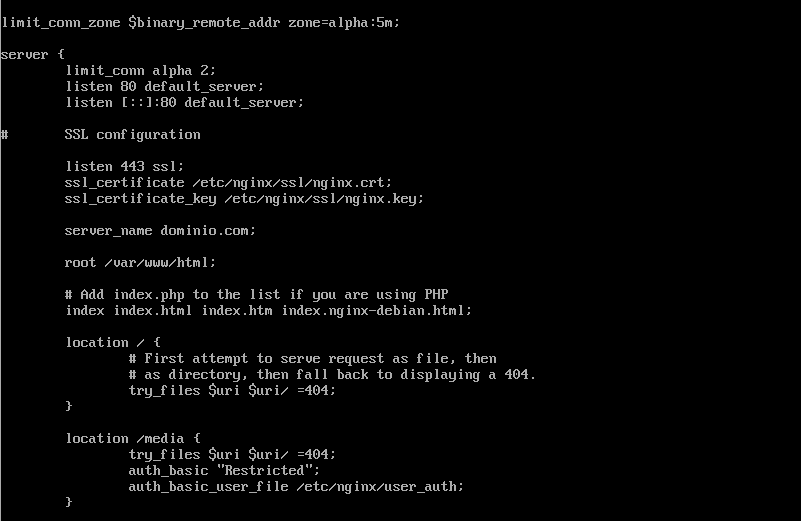 limit_conn_zone $binary_remote_addr zone=alpha:5m;
server {
limit_conn alpha 2;
listen 80 default_server;
listen [::]:80 default_server;
# SSL configuration
listen 443 ssl;
ssl_certificate /etc/nginx/ssl/nginx.crt;
ssl_certificate_key /etc/nginx/ssl/nginx.key;
server_name dominio.com;
root /var/www/html;
# Add index.php to the list if you are using PHP
index index.html index.htm index.nginx-debian.html;
location / {
# First attempt to serve request as file, then
# as directory, then fall back to displaying a 404.
try_files $uri $uri/ =404;
}
location /media {
try_files $uri $uri/ =404;
auth_basic "Restricted";
auth_basic_user_file /etc/nginx/user_auth;
}